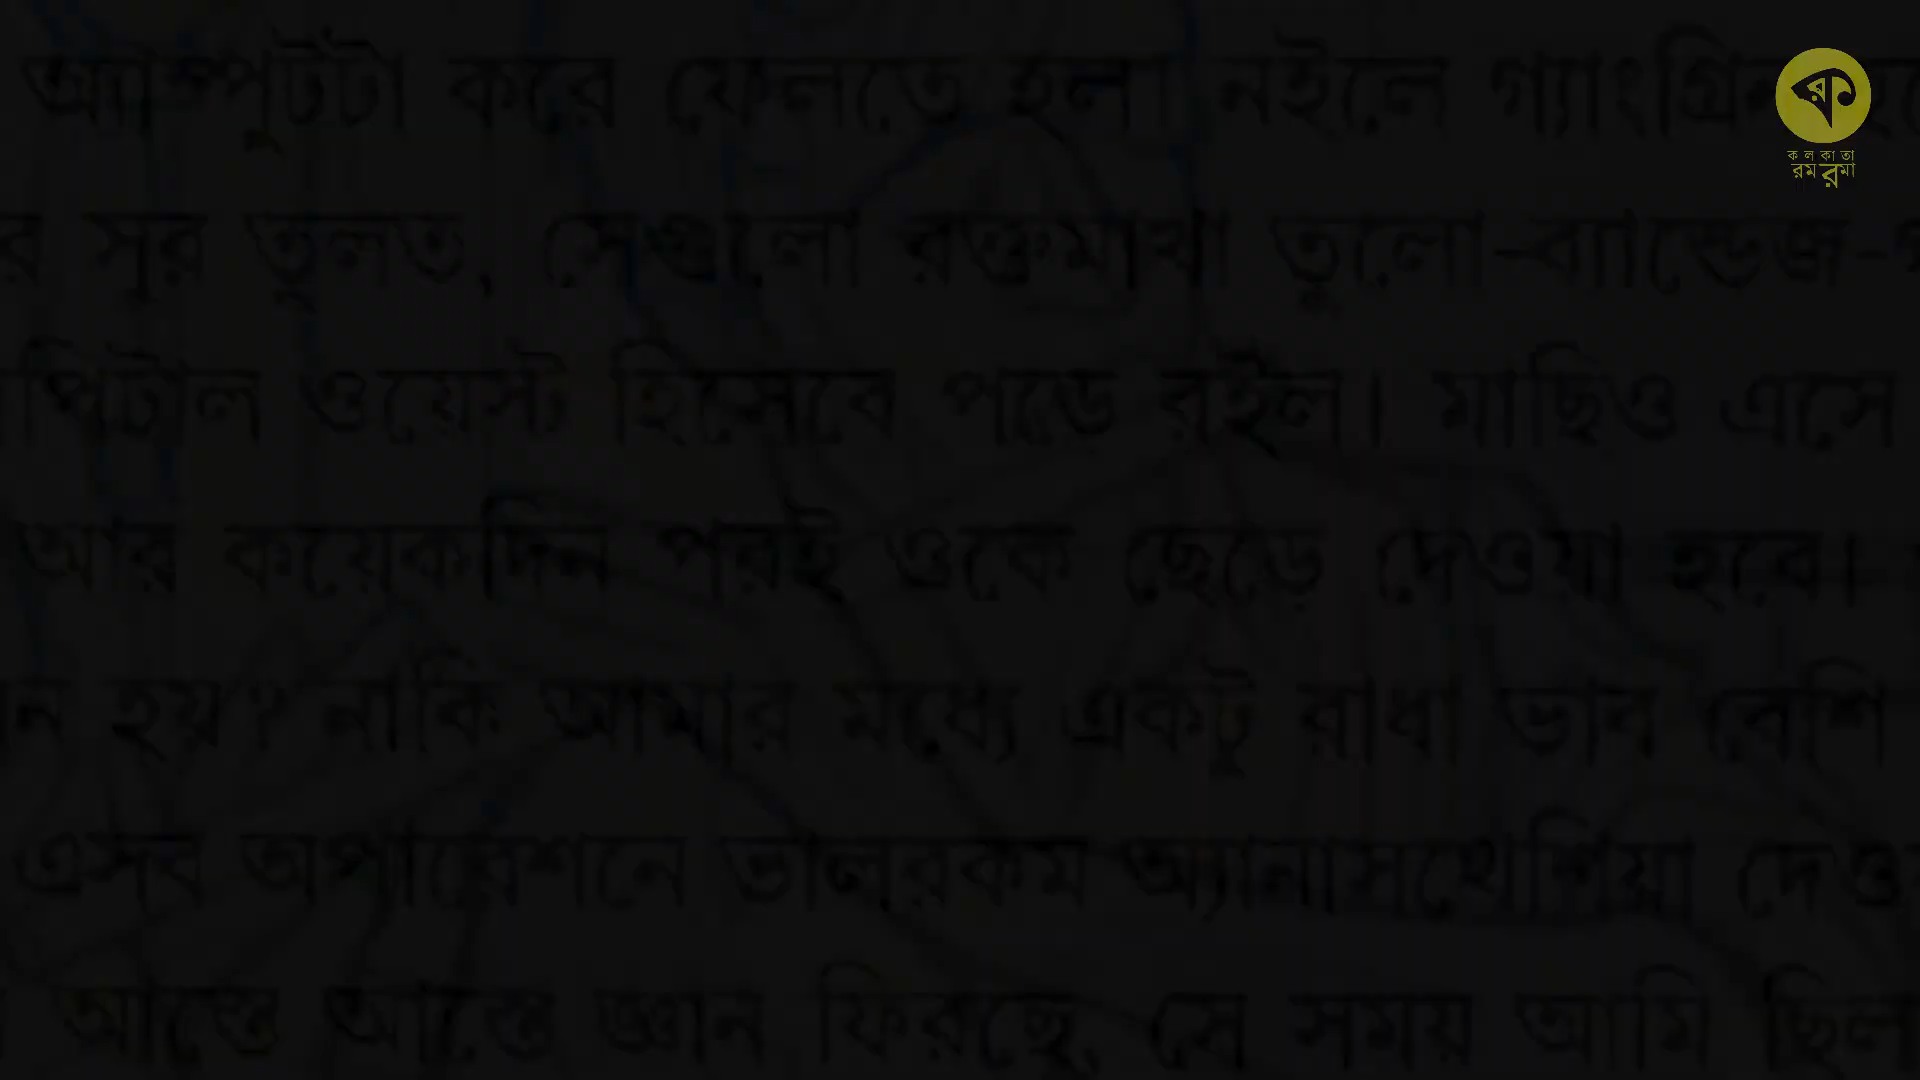 অ্যাম্পুটটা করে ফেলতে হল। নইলে গ্যাংগ্রিন
র সুর তুলত, সেগুলো রক্তমাখা তুলো-ব্যান্ডেজ-
পিটাল ওয়েস্ট হিসেবে পড়ে রইল। মাছিও এসে
আর কয়েকদিন পরই ওকে ছেড়ে দেওয়া হবে।
ন হয়? নাকি আমার মধ্যে একটু রাধা ভাব বেশি
এসব অপারেশনে ভালরকম অ্যানাসথেশিয়া
আস্তে আস্তে জ্ঞান ফিরছে, সে সময় আমি
কলকাতা
রমরমা